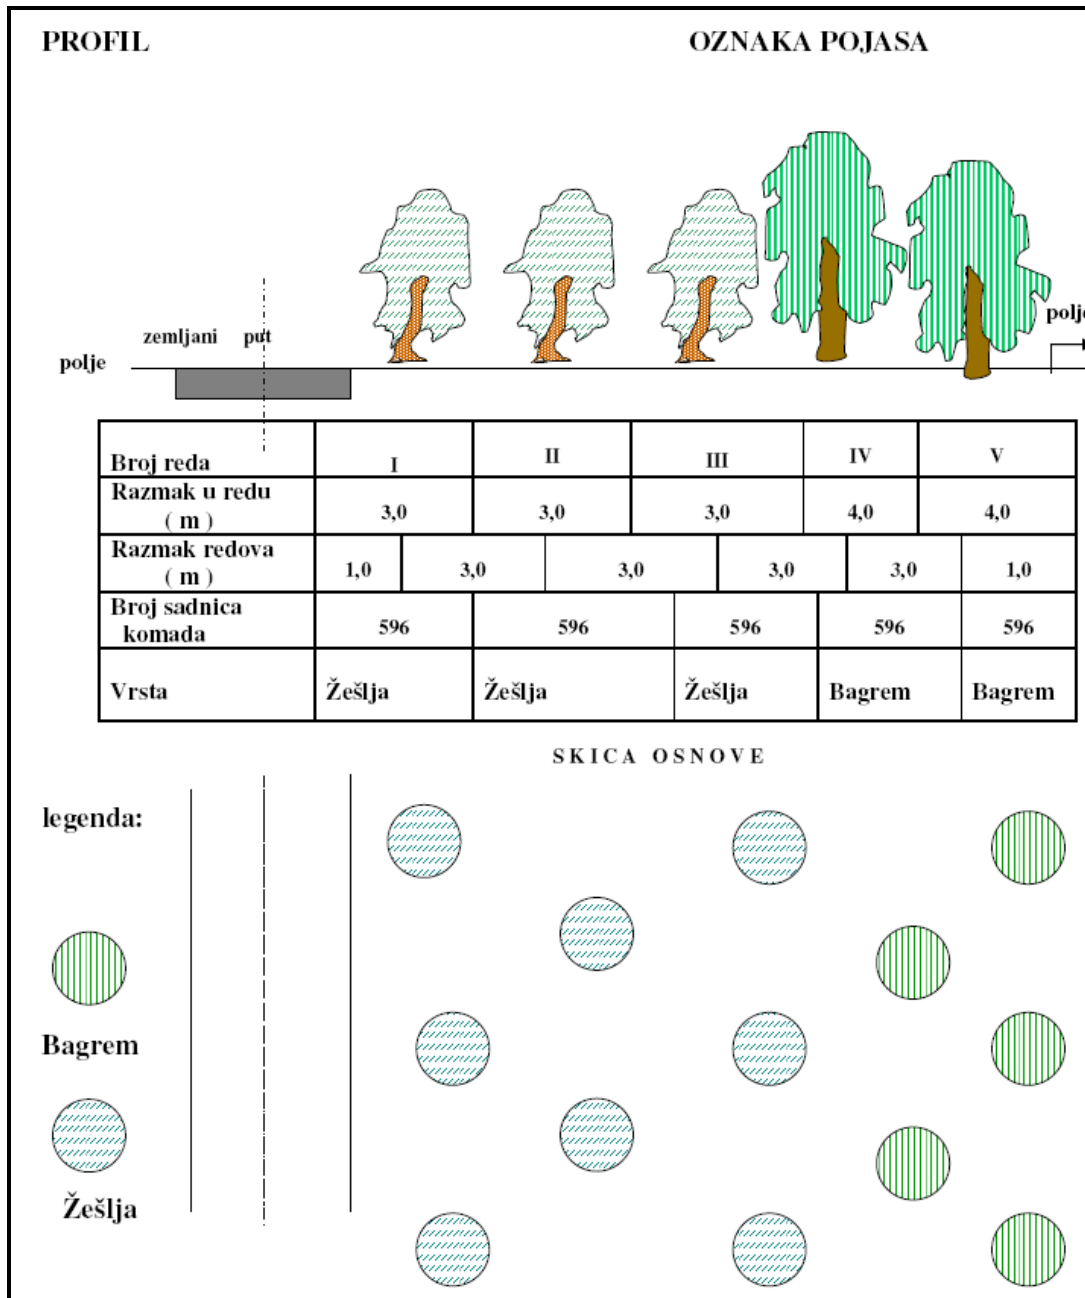 PROFIL OZNAKA POJASA
zemljani put polje
polje
Broj reda I II III IV V
Razmak u redu
( m ) 3,0 3,0 3,0 4,0 4,0
Razmak redova
( m ) 1,0 3,0 3,0 3,0 3,0 1,0
Broj sadnica
komada 596 596 596 596 596
Vrsta Žešlja Žešlja Žešlja Bagrem Bagrem
SKICA OSNOVE
legenda:
Bagrem
Žešlja